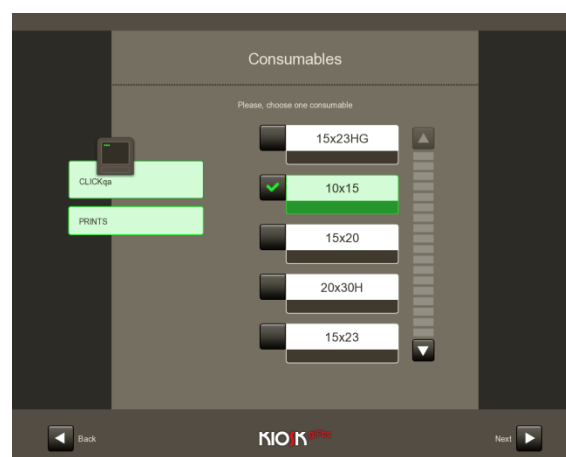 Consumables
Please, choose one consumable
15x23HG
CLICKqa
10x15
PRINTS
15x20
20x30H
15x23
Back
KIOSK
Next